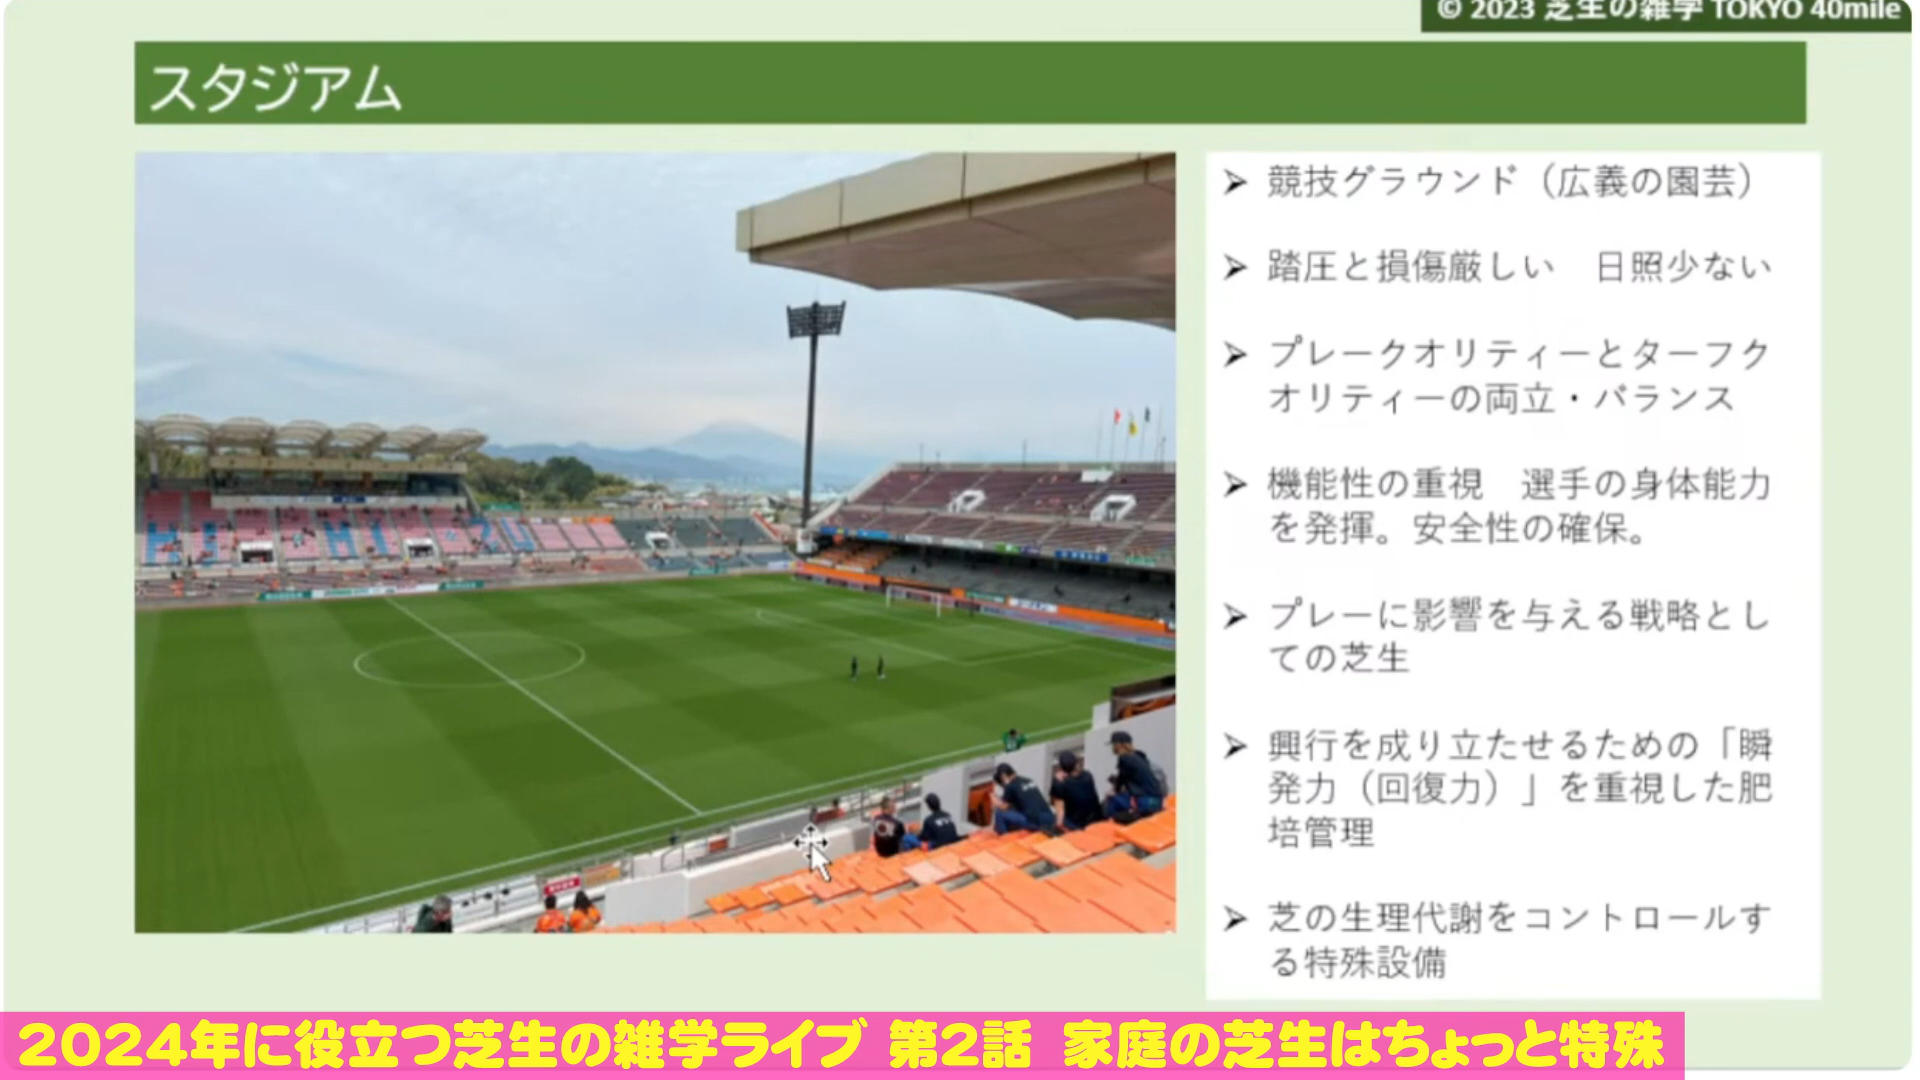 © 2023 芝生の雑学 TOKYO 40mile
スタジアム
➢ 競技グラウンド（広義の園芸）
➢ 踏圧と損傷厳しい　日照少ない
➢ プレークオリティーとターフク
オリティーの両立・バランス
➢ 機能性の重視　選手の身体能力
を発揮。安全性の確保。
➢ プレーに影響を与える戦略とし
ての芝生
➢ 興行を成り立たせるための「瞬
発力（回復力）」を重視した肥
培管理
➢ 芝の生理代謝をコントロールす
る特殊設備
2024年に役立つ芝生の雑学ライブ 第2話 家庭の芝生はちょっと特殊